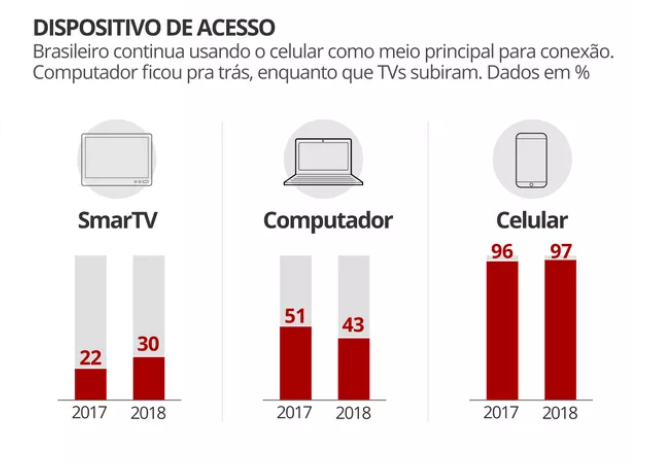 DISPOSITIVO DE ACESSO
Brasileiro continua usando o celular como meio principal para conexão.
Computador ficou pra trás, enquanto que TVs subiram. Dados em %
SmarTV
22
30
2017
2018
Computador
51
43
2017
2018
Celular
96
97
2017
2018